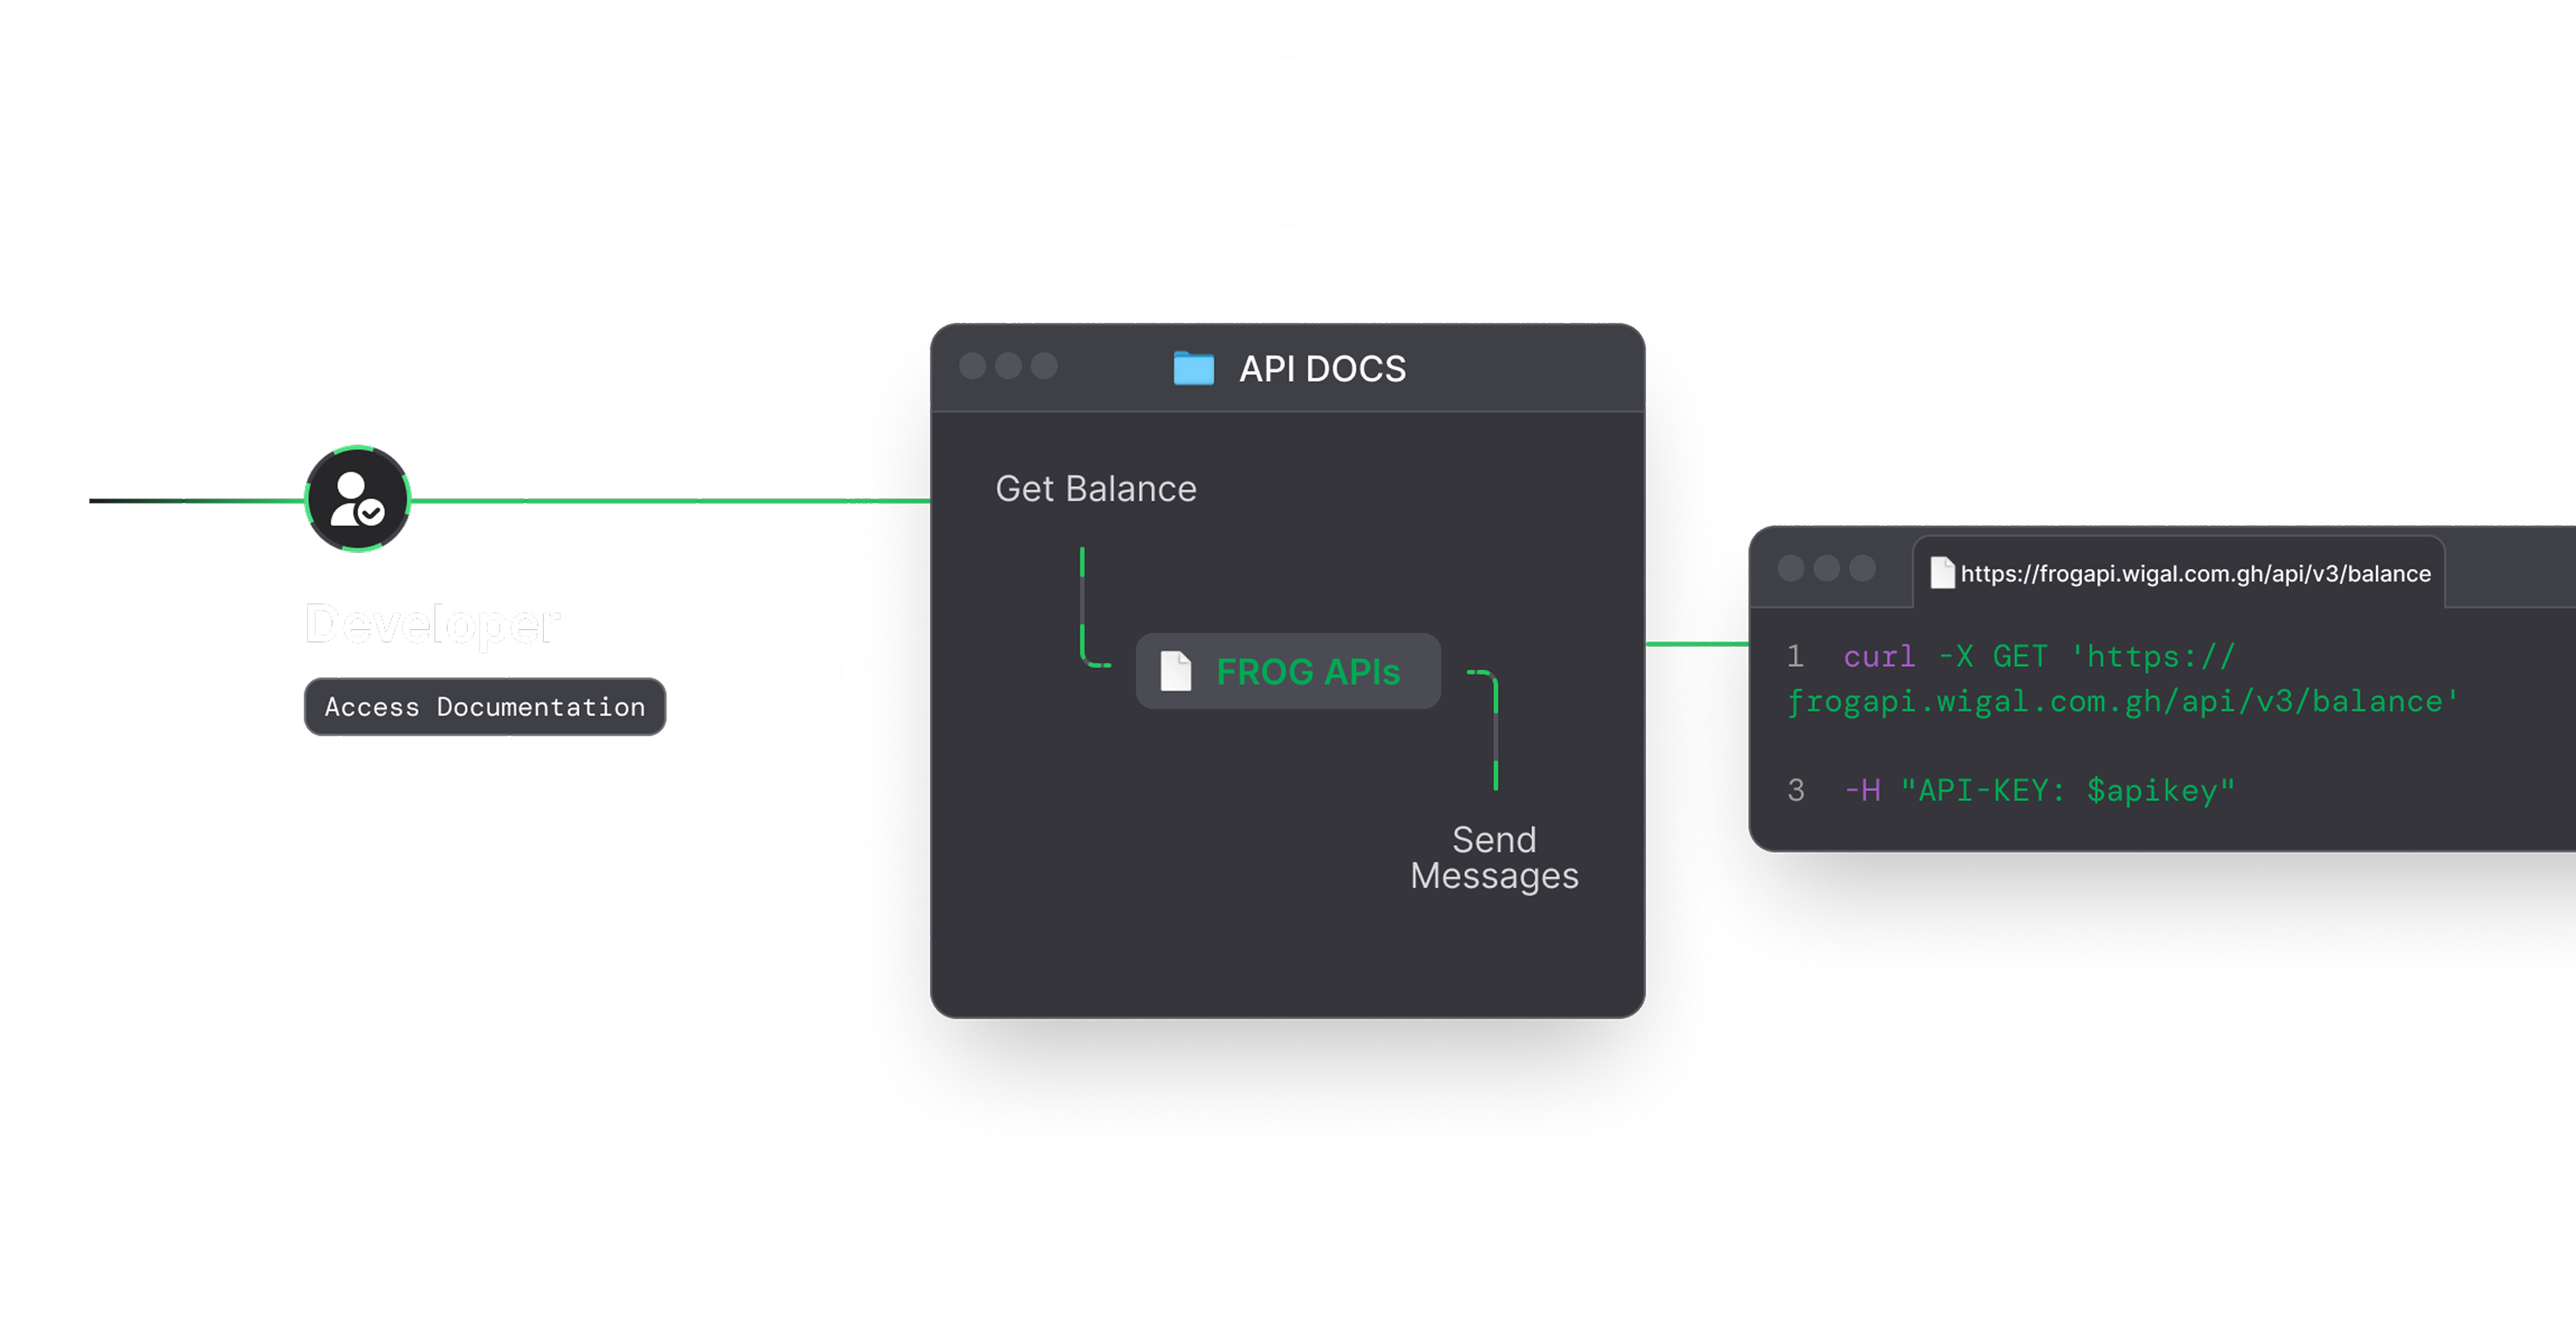 Developer
Access Documentation
API DOCS
Get Balance
FROG APIs
Send
Messages
https://frogapi.wigal.com.gh/api/v3/balance
1 curl -X GET 'https://
frogapi.wigal.com.gh/api/v3/balance'
3 -H "API-KEY: $apikey"